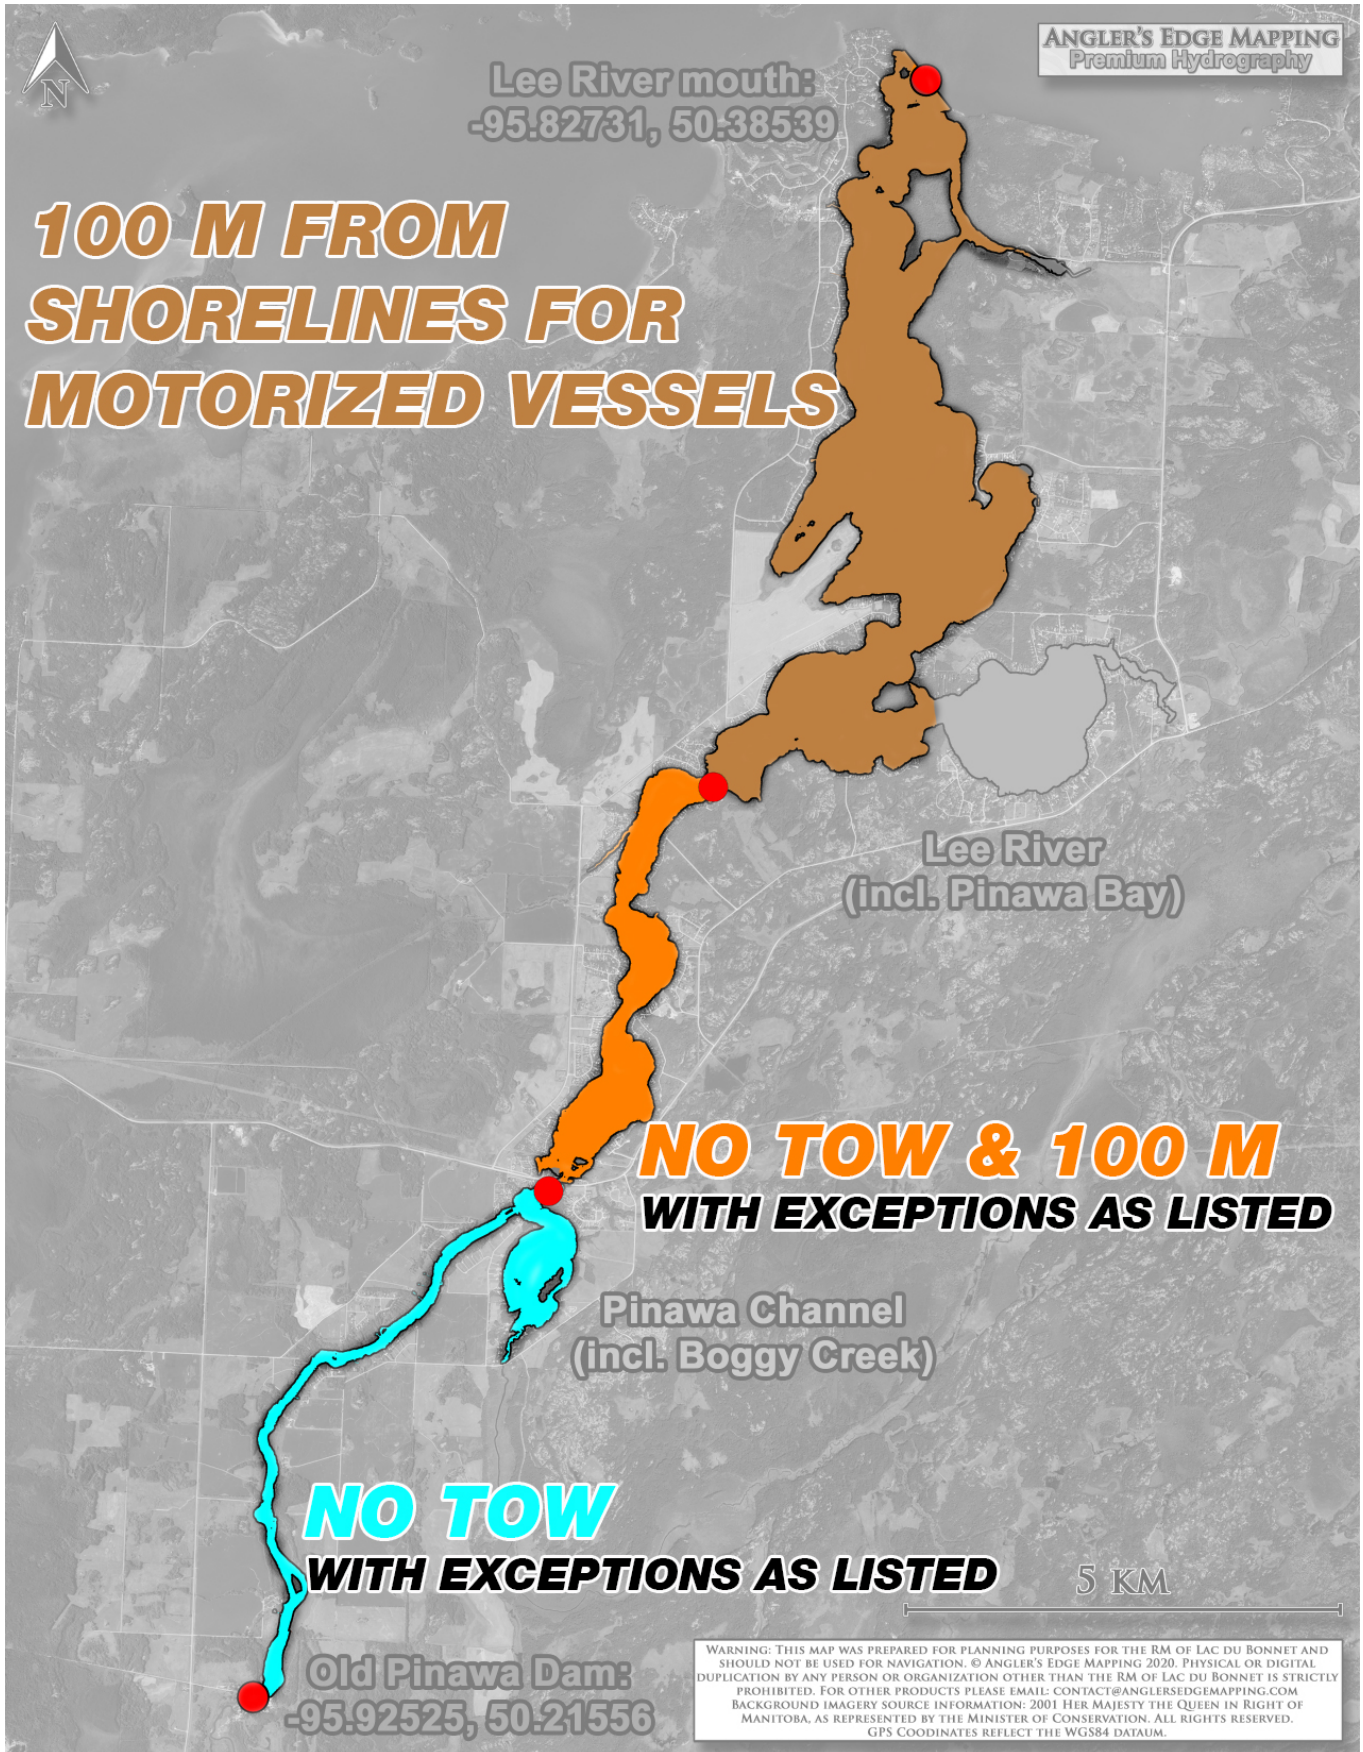 ANGLER'S EDGE MAPPING
Premium Hydrography
N
Lee River mouth:
-95.82731, 50.38539
100 M FROM
SHORELINES FOR
MOTORIZED VESSELS
Lee River
(incl. Pinawa Bay)
NO TOW & 100 M
WITH EXCEPTIONS AS LISTED
Pinawa Channel
(incl. Boggy Creek)
NO TOW
WITH EXCEPTIONS AS LISTED
5 KM
Old Pinawa Dam:
-95.92525, 50.21556
WARNING: THIS MAP WAS PREPARED FOR PLANNING PURPOSES FOR THE RM OF LAC DU BONNET AND
SHOULD NOT BE USED FOR NAVIGATION. © ANGLER'S EDGE MAPPING 2020. PHYSICAL OR DIGITAL
DUPLICATION BY ANY PERSON OR ORGANIZATION OTHER THAN THE RM OF LAC DU BONNET IS STRICTLY
PROHIBITED. FOR OTHER PRODUCTS PLEASE EMAIL: CONTACT@ANGLERSEDGEMAPPING.COM
BACKGROUND IMAGERY SOURCE INFORMATION: 2001 HER MAJESTY THE QUEEN IN RIGHT OF
MANITOBA, AS REPRESENTED BY THE MINISTER OF CONSERVATION. ALL RIGHTS RESERVED.
GPS COODINATES REFLECT THE WGS84 DATAUM.